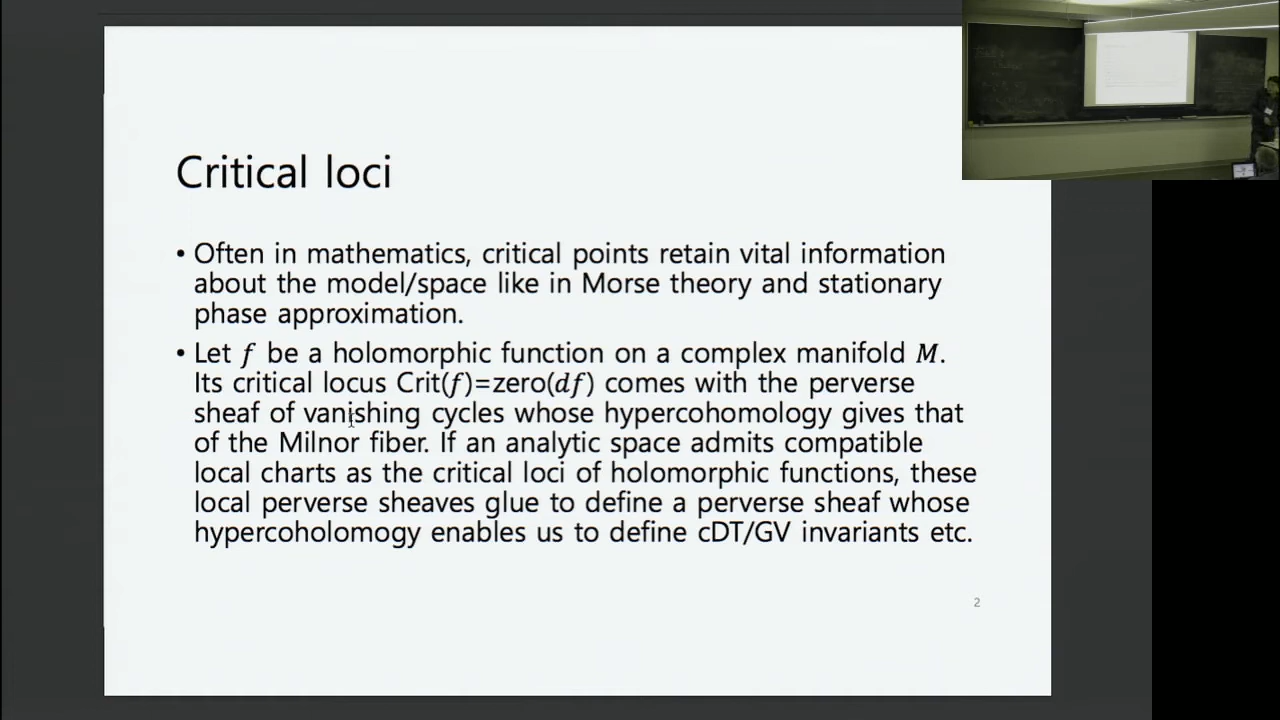 Critical loci
• Often in mathematics, critical points retain vital information
about the model/space like in Morse theory and stationary
phase approximation.
• Let f be a holomorphic function on a complex manifold M.
Its critical locus Crit(f)=zero(df) comes with the perverse
sheaf of vanishing cycles whose hypercohomology gives that
of the Milnor fiber. If an analytic space admits compatible
local charts as the critical loci of holomorphic functions, these
local perverse sheaves glue to define a perverse sheaf whose
hypercoholomogy enables us to define cDT/GV invariants etc.
2